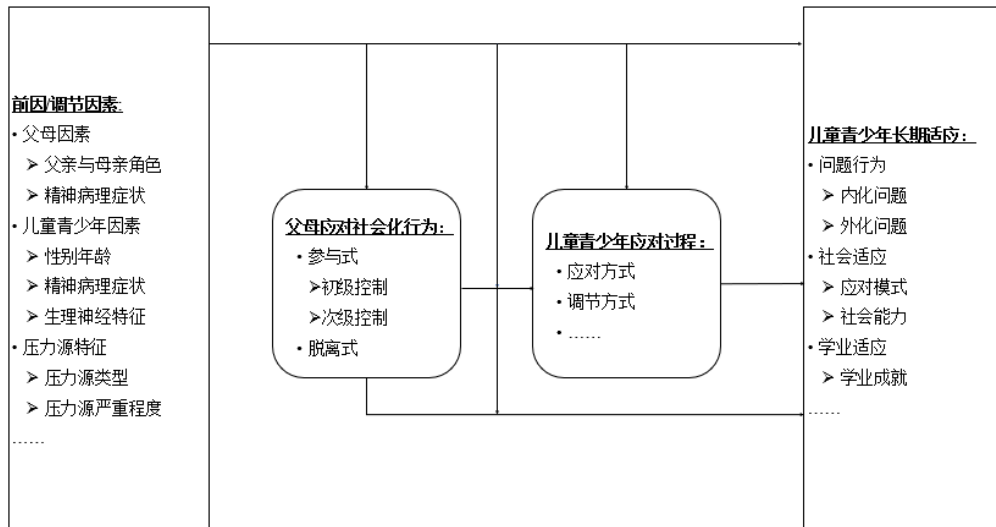 前因/调节因素:
• 父母因素
➢ 父亲与母亲角色
➢ 精神病理症状
• 儿童青少年因素
➢ 性别年龄
➢ 精神病理症状
➢ 生理神经特征
• 压力源特征
➢ 压力源类型
➢ 压力源严重程度
……
父母应对社会化行为：
• 参与式
➢初级控制
➢次级控制
• 脱离式
儿童青少年应对过程：
• 应对方式
• 调节方式
• ……
儿童青少年长期适应：
• 问题行为
➢ 内化问题
➢ 外化问题
• 社会适应
➢ 应对模式
➢ 社会能力
• 学业适应
➢ 学业成就
……